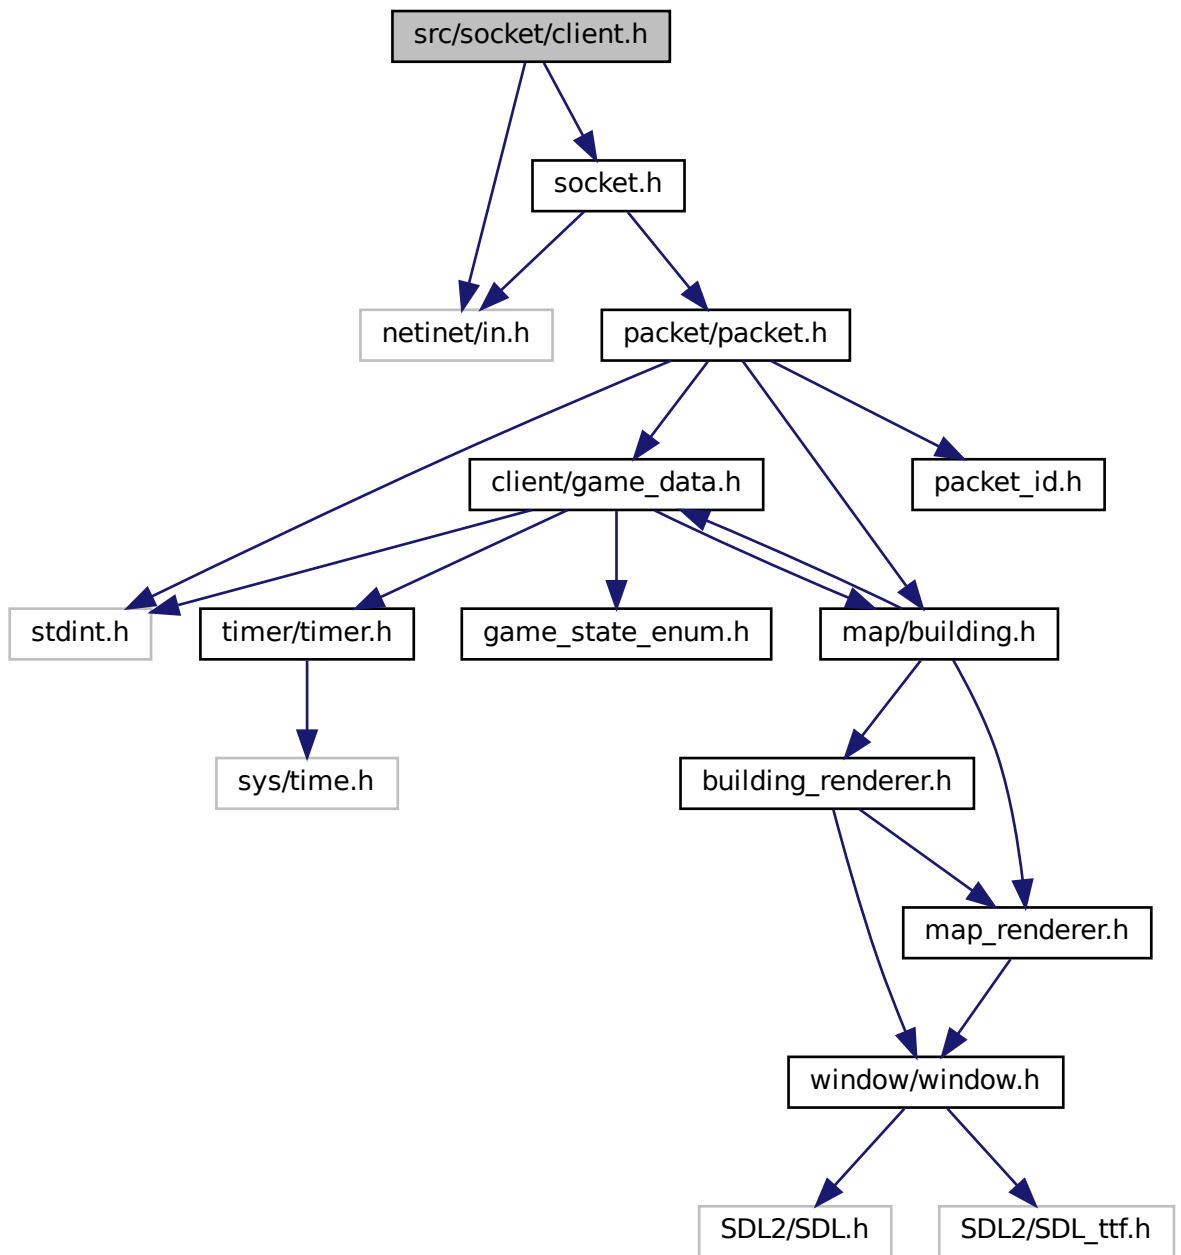 src/socket/client.h
socket.h
netinet/in.h
packet/packet.h
client/game_data.h
packet_id.h
stdint.h
timer/timer.h
game_state_enum.h
map/building.h
sys/time.h
building_renderer.h
map_renderer.h
window/window.h
SDL2/SDL.h
SDL2/SDL_ttf.h